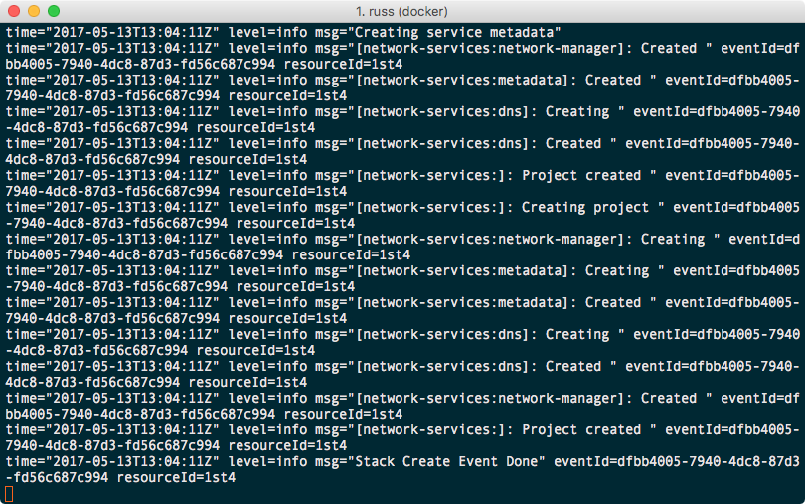 1. russ (docker)
time="2017-05-13T13:04:11Z" level=info msg="Creating service metadata"
time="2017-05-13T13:04:11Z" level=info msg="[network-services:network-manager]: Created " eventId=df
bb4005-7940-4dc8-87d3-fd56c687c994 resourceId=1st4
time="2017-05-13T13:04:11Z" level=info msg="[network-services:metadata]: Created " eventId=dfbb4005-
7940-4dc8-87d3-fd56c687c994 resourceId=1st4
time="2017-05-13T13:04:11Z" level=info msg="[network-services:dns]: Creating " eventId=dfbb4005-7940
-4dc8-87d3-fd56c687c994 resourceId=1st4
time="2017-05-13T13:04:11Z" level=info msg="[network-services:dns]: Created " eventId=dfbb4005-7940-
4dc8-87d3-fd56c687c994 resourceId=1st4
time="2017-05-13T13:04:11Z" level=info msg="[network-services:]: Project created " eventId=dfbb4005-
7940-4dc8-87d3-fd56c687c994 resourceId=1st4
time="2017-05-13T13:04:11Z" level=info msg="[network-services:]: Creating project " eventId=dfbb4005
-7940-4dc8-87d3-fd56c687c994 resourceId=1st4
time="2017-05-13T13:04:11Z" level=info msg="[network-services:network-manager]: Creating " eventId=d
fbb4005-7940-4dc8-87d3-fd56c687c994 resourceId=1st4
time="2017-05-13T13:04:11Z" level=info msg="[network-services:metadata]: Creating " eventId=dfbb4005
-7940-4dc8-87d3-fd56c687c994 resourceId=1st4
time="2017-05-13T13:04:11Z" level=info msg="[network-services:metadata]: Created " eventId=dfbb4005-
7940-4dc8-87d3-fd56c687c994 resourceId=1st4
time="2017-05-13T13:04:11Z" level=info msg="[network-services:dns]: Creating " eventId=dfbb4005-7940
-4dc8-87d3-fd56c687c994 resourceId=1st4
time="2017-05-13T13:04:11Z" level=info msg="[network-services:dns]: Created " eventId=dfbb4005-7940-
4dc8-87d3-fd56c687c994 resourceId=1st4
time="2017-05-13T13:04:11Z" level=info msg="[network-services:network-manager]: Created " eventId=df
bb4005-7940-4dc8-87d3-fd56c687c994 resourceId=1st4
time="2017-05-13T13:04:11Z" level=info msg="[network-services:]: Project created " eventId=dfbb4005-
7940-4dc8-87d3-fd56c687c994 resourceId=1st4
time="2017-05-13T13:04:11Z" level=info msg="Stack Create Event Done" eventId=dfbb4005-7940-4dc8-87d3
-fd56c687c994 resourceId=1st4